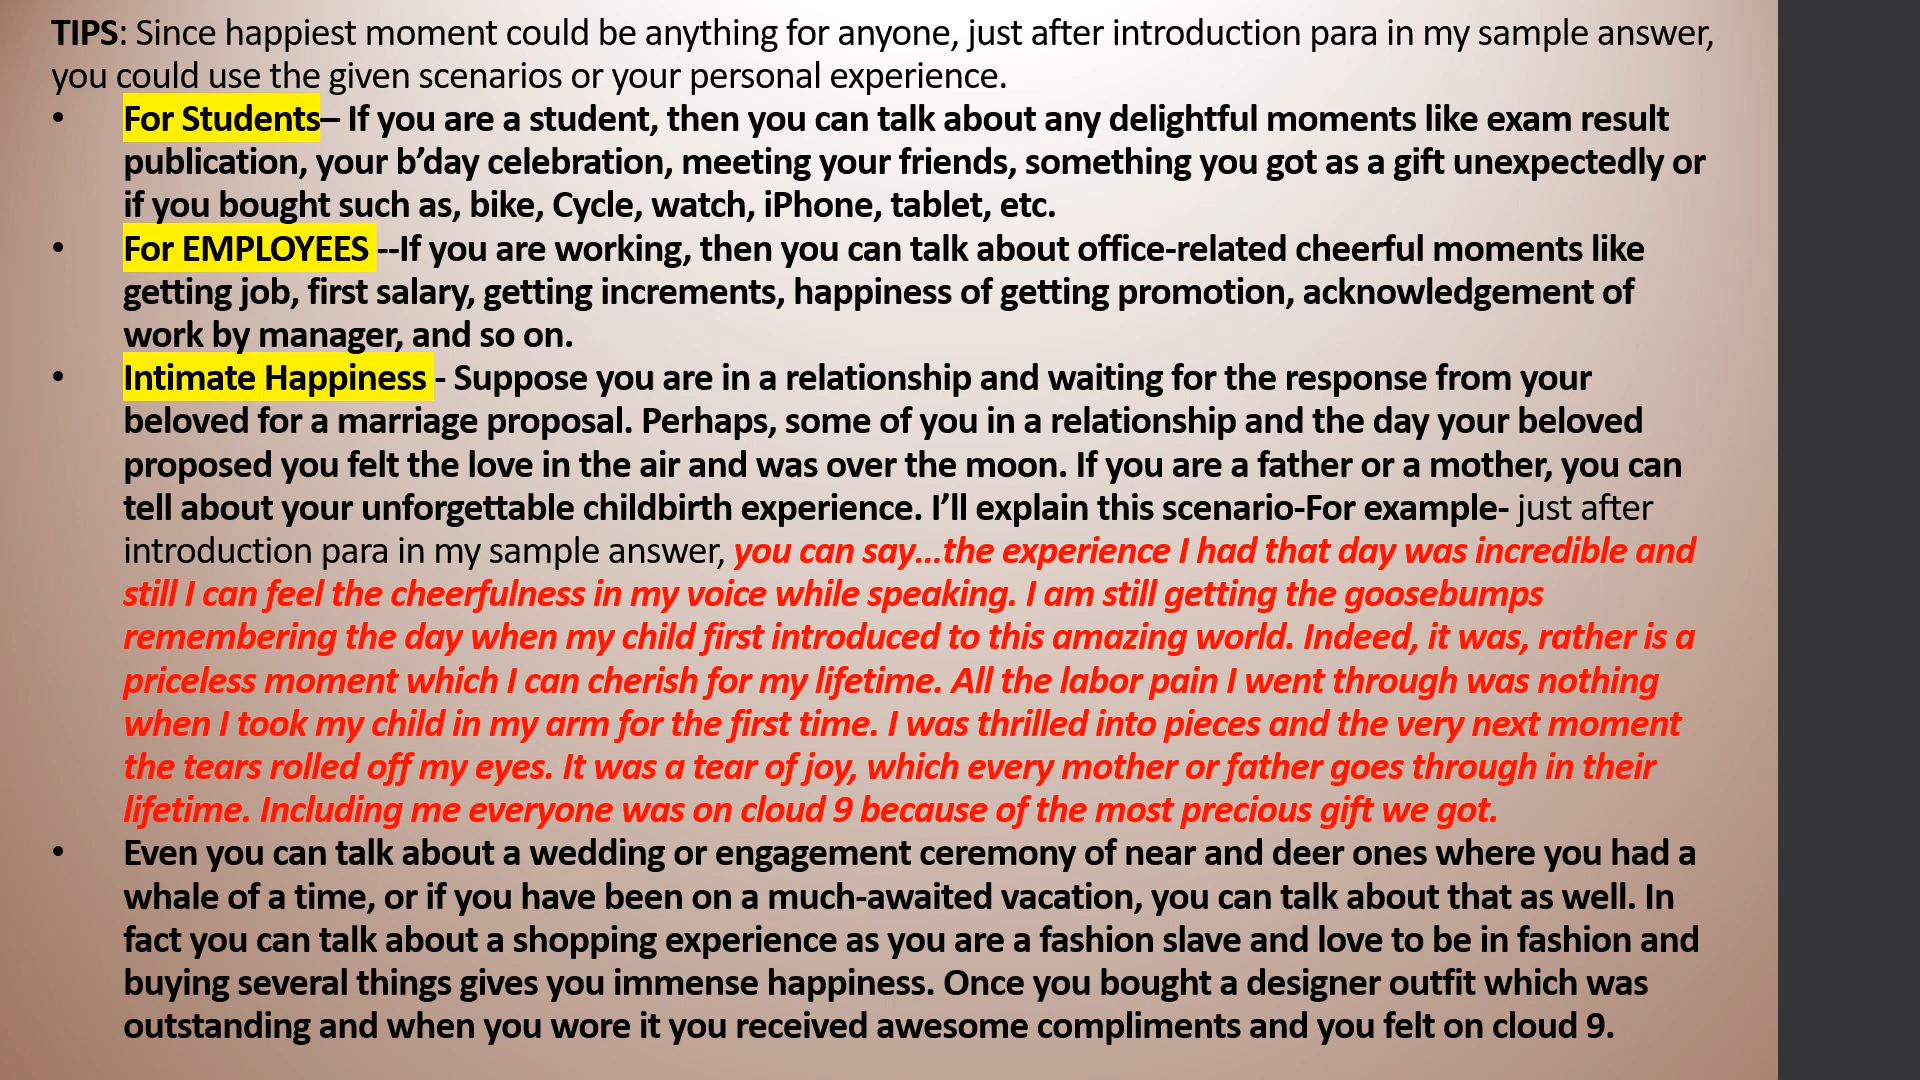 TIPS: Since happiest moment could be anything for anyone, just after introduction para in my sample answer,
you could use the given scenarios or your personal experience.
• For Students– If you are a student, then you can talk about any delightful moments like exam result
publication, your b’day celebration, meeting your friends, something you got as a gift unexpectedly or
if you bought such as, bike, Cycle, watch, iPhone, tablet, etc.
• For EMPLOYEES --If you are working, then you can talk about office-related cheerful moments like
getting job, first salary, getting increments, happiness of getting promotion, acknowledgement of
work by manager, and so on.
• Intimate Happiness - Suppose you are in a relationship and waiting for the response from your
beloved for a marriage proposal. Perhaps, some of you in a relationship and the day your beloved
proposed you felt the love in the air and was over the moon. If you are a father or a mother, you can
tell about your unforgettable childbirth experience. I’ll explain this scenario-For example- just after
introduction para in my sample answer, you can say...the experience I had that day was incredible and
still I can feel the cheerfulness in my voice while speaking. I am still getting the goosebumps
remembering the day when my child first introduced to this amazing world. Indeed, it was, rather is a
priceless moment which I can cherish for my lifetime. All the labor pain I went through was nothing
when I took my child in my arm for the first time. I was thrilled into pieces and the very next moment
the tears rolled off my eyes. It was a tear of joy, which every mother or father goes through in their
lifetime. Including me everyone was on cloud 9 because of the most precious gift we got.
• Even you can talk about a wedding or engagement ceremony of near and deer ones where you had a
whale of a time, or if you have been on a much-awaited vacation, you can talk about that as well. In
fact you can talk about a shopping experience as you are a fashion slave and love to be in fashion and
buying several things gives you immense happiness. Once you bought a designer outfit which was
outstanding and when you wore it you received awesome compliments and you felt on cloud 9.